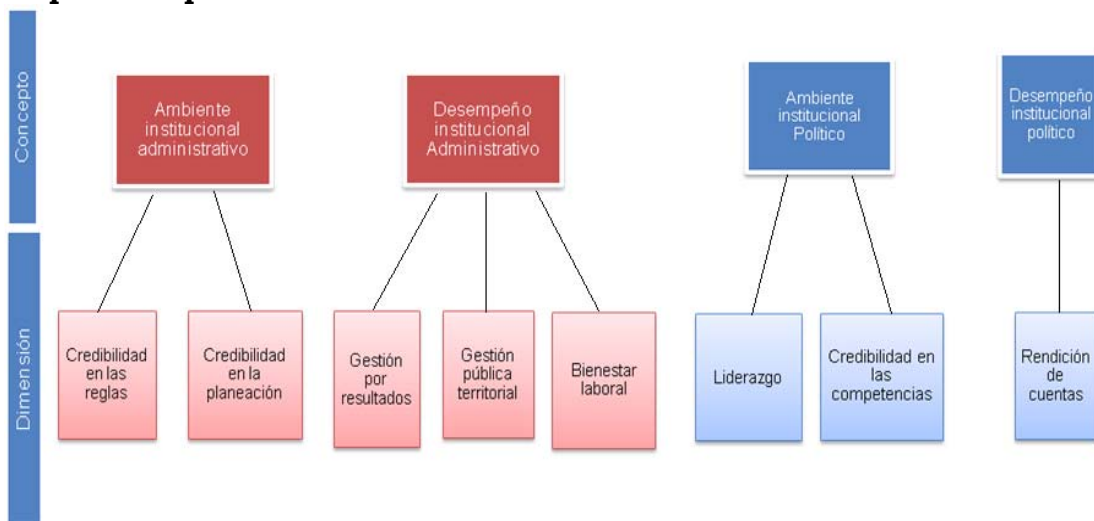 Concepto
Ambiente
institucional
administrativo
Desempeño
institucional
Administrativo
Ambiente
institucional
Político
Desempeño
institucional
político
Dimensión
Credibilidad
en las
reglas
Credibilidad
en la
planeación
Gestión
por
resultados
Gestión
pública
territorial
Bienestar
laboral
Liderazgo
Credibilidad en
las
competencias
Rendición
de
cuentas